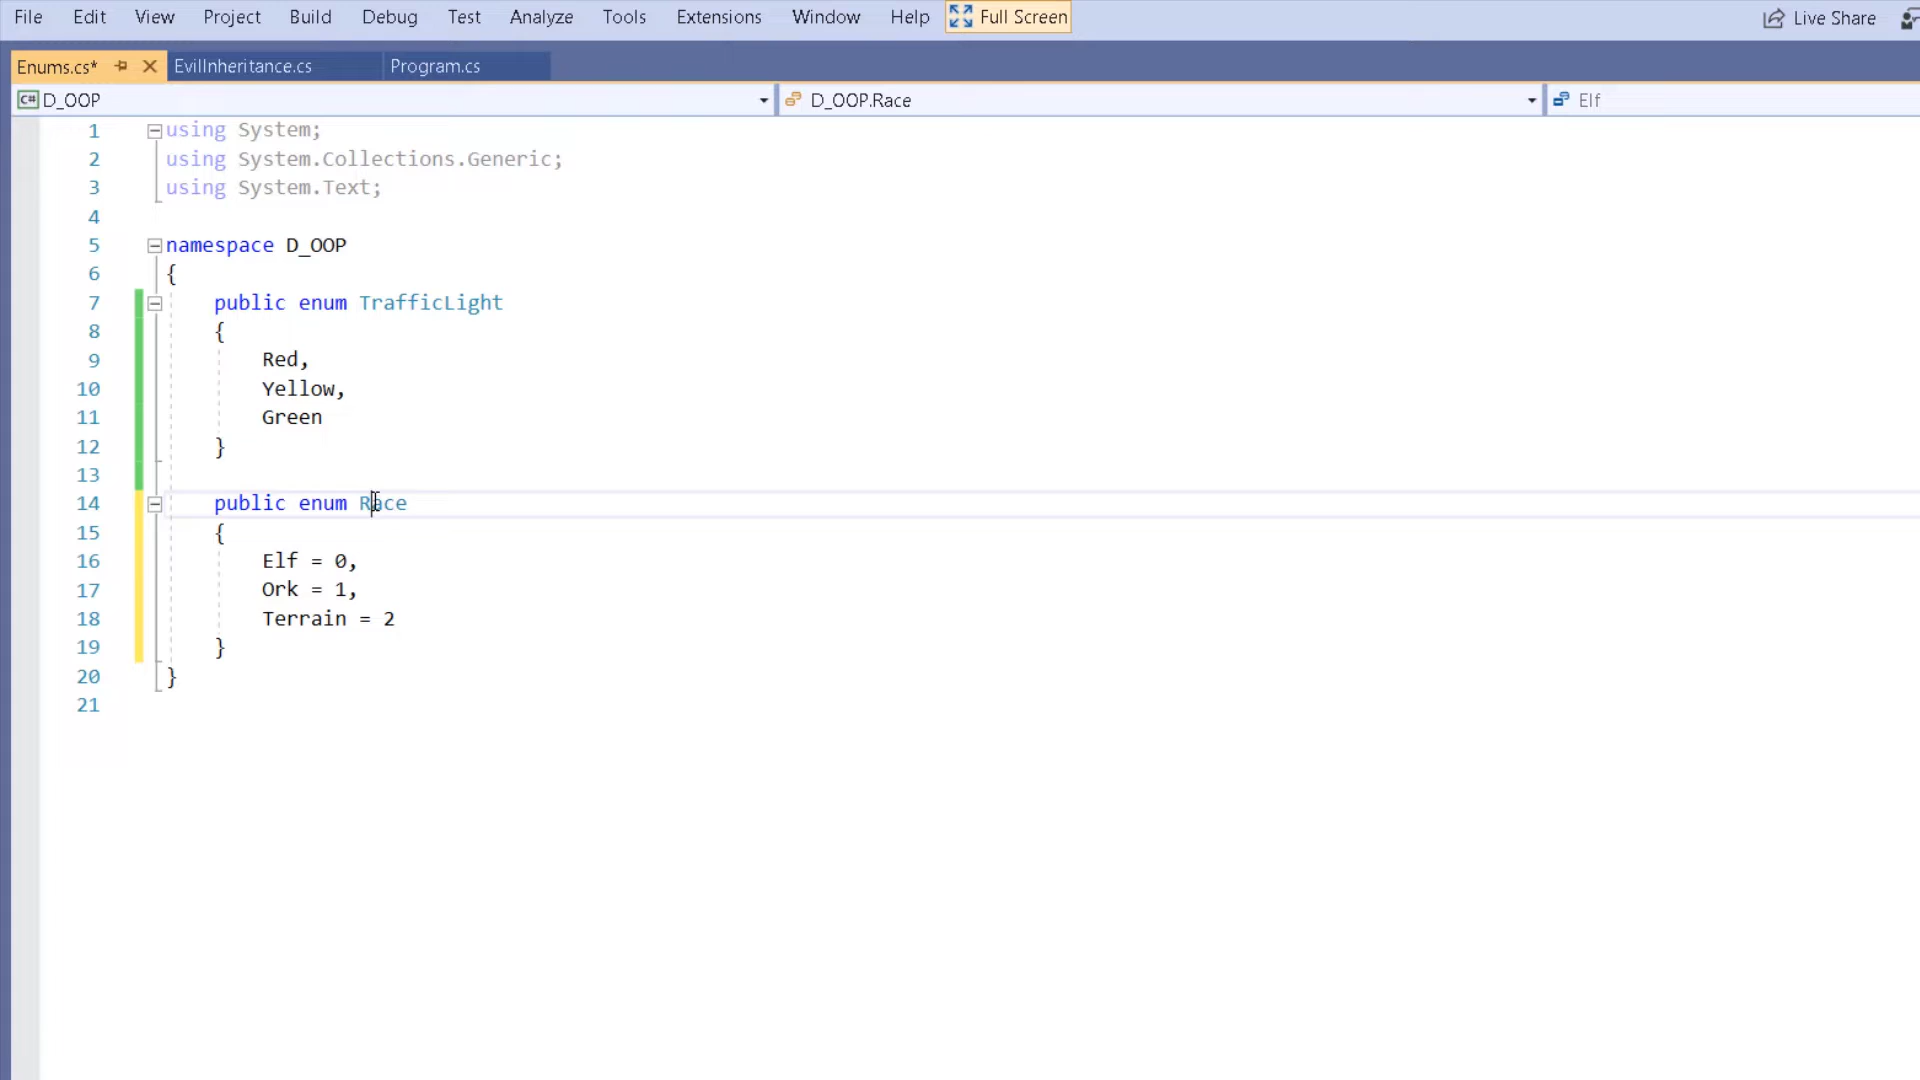 File Edit View Project Build Debug Test Analyze Tools Extensions Window Help Full Screen Live Share
Enums.cs* EvilInheritance.cs Program.cs
C# D_OOP D_OOP.Race Elf
1 using System;
2 using System.Collections.Generic;
3 using System.Text;
4
5 namespace D_OOP
6 {
7 public enum TrafficLight
8 {
9 Red,
10 Yellow,
11 Green
12 }
13
14 public enum Race
15 {
16 Elf = 0,
17 Ork = 1,
18 Terrain = 2
19 }
20 }
21